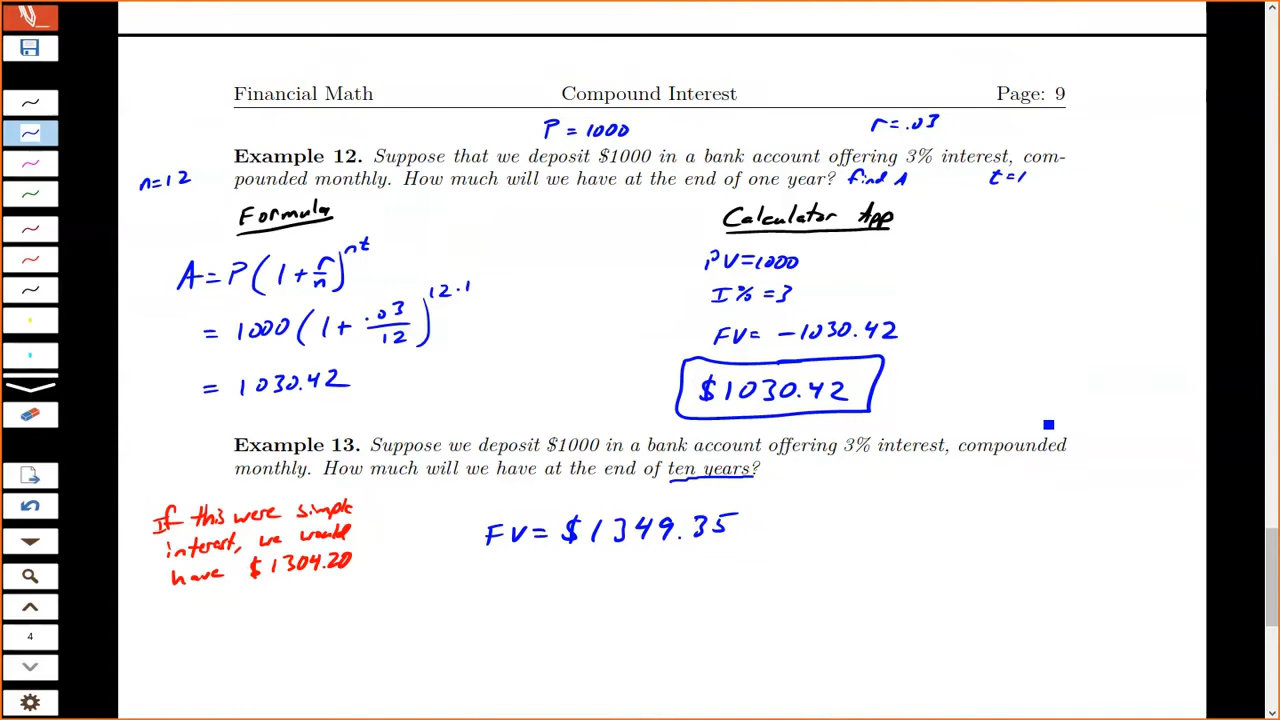 Financial Math Compound Interest Page: 9
P = 1000 r = .03
Example 12. Suppose that we deposit $1000 in a bank account offering 3% interest, com-
n=12 pounded monthly. How much will we have at the end of one year? find A t=1
Formula Calculator App
A = P(1 + r/n)^nt
PV=1000
I% = 3
= 1000(1 + .03/12)^12·1
FV= -1030.42
= 1030.42
$1030.42
Example 13. Suppose we deposit $1000 in a bank account offering 3% interest, compounded
monthly. How much will we have at the end of ten years?
If this were simple
interest, we would
have $1304.20
FV= $1349.35
4